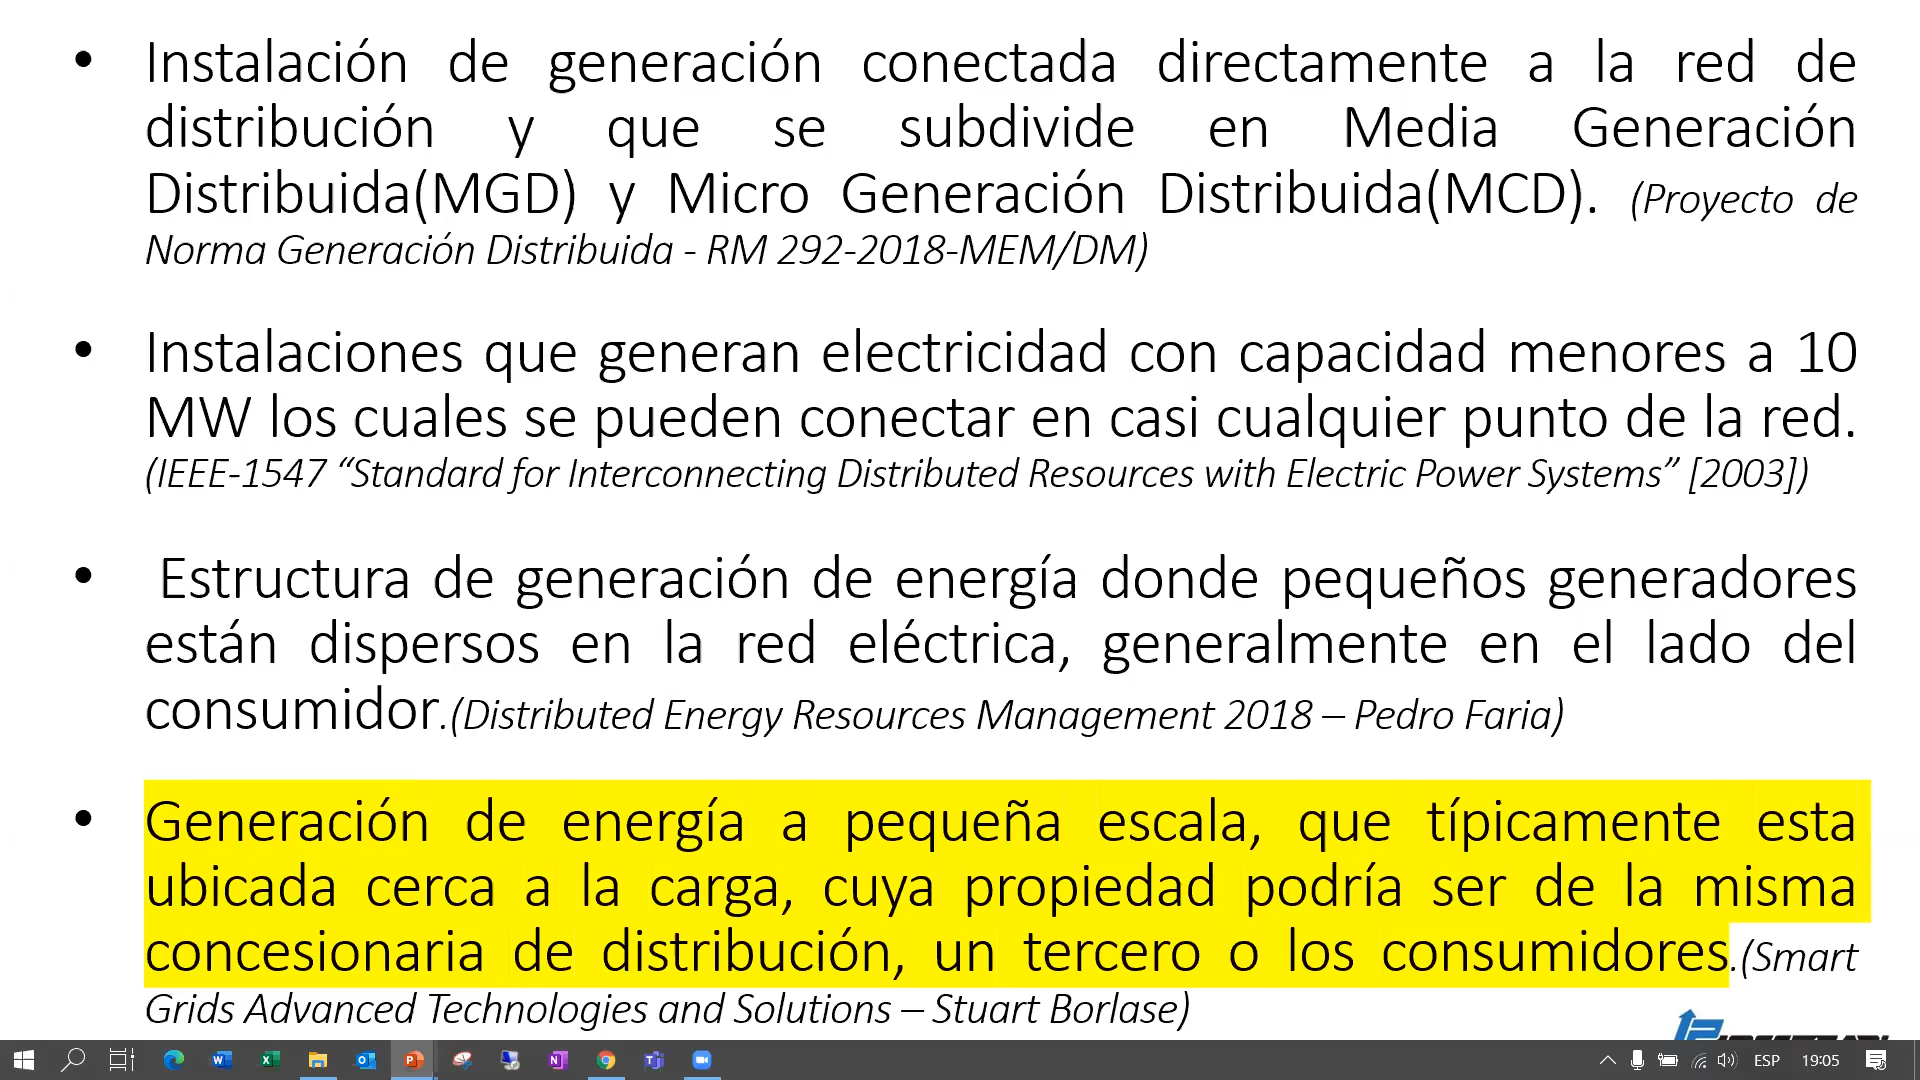 • Instalación de generación conectada directamente a la red de
distribución y que se subdivide en Media Generación
Distribuida(MGD) y Micro Generación Distribuida(MCD). (Proyecto de
Norma Generación Distribuida - RM 292-2018-MEM/DM)
• Instalaciones que generan electricidad con capacidad menores a 10
MW los cuales se pueden conectar en casi cualquier punto de la red.
(IEEE-1547 “Standard for Interconnecting Distributed Resources with Electric Power Systems” [2003])
• Estructura de generación de energía donde pequeños generadores
están dispersos en la red eléctrica, generalmente en el lado del
consumidor.(Distributed Energy Resources Management 2018 – Pedro Faria)
• Generación de energía a pequeña escala, que típicamente esta
ubicada cerca a la carga, cuya propiedad podría ser de la misma
concesionaria de distribución, un tercero o los consumidores.(Smart
Grids Advanced Technologies and Solutions – Stuart Borlase)
ESP 19:05